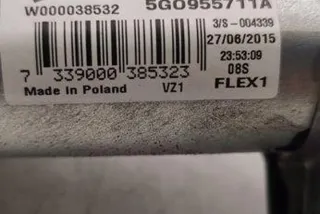 W000038532 5G0955711A
3/S -004339
27/06/2015
23:53:09
7 339000 385323 08S
Made in Poland VZ1 FLEX1